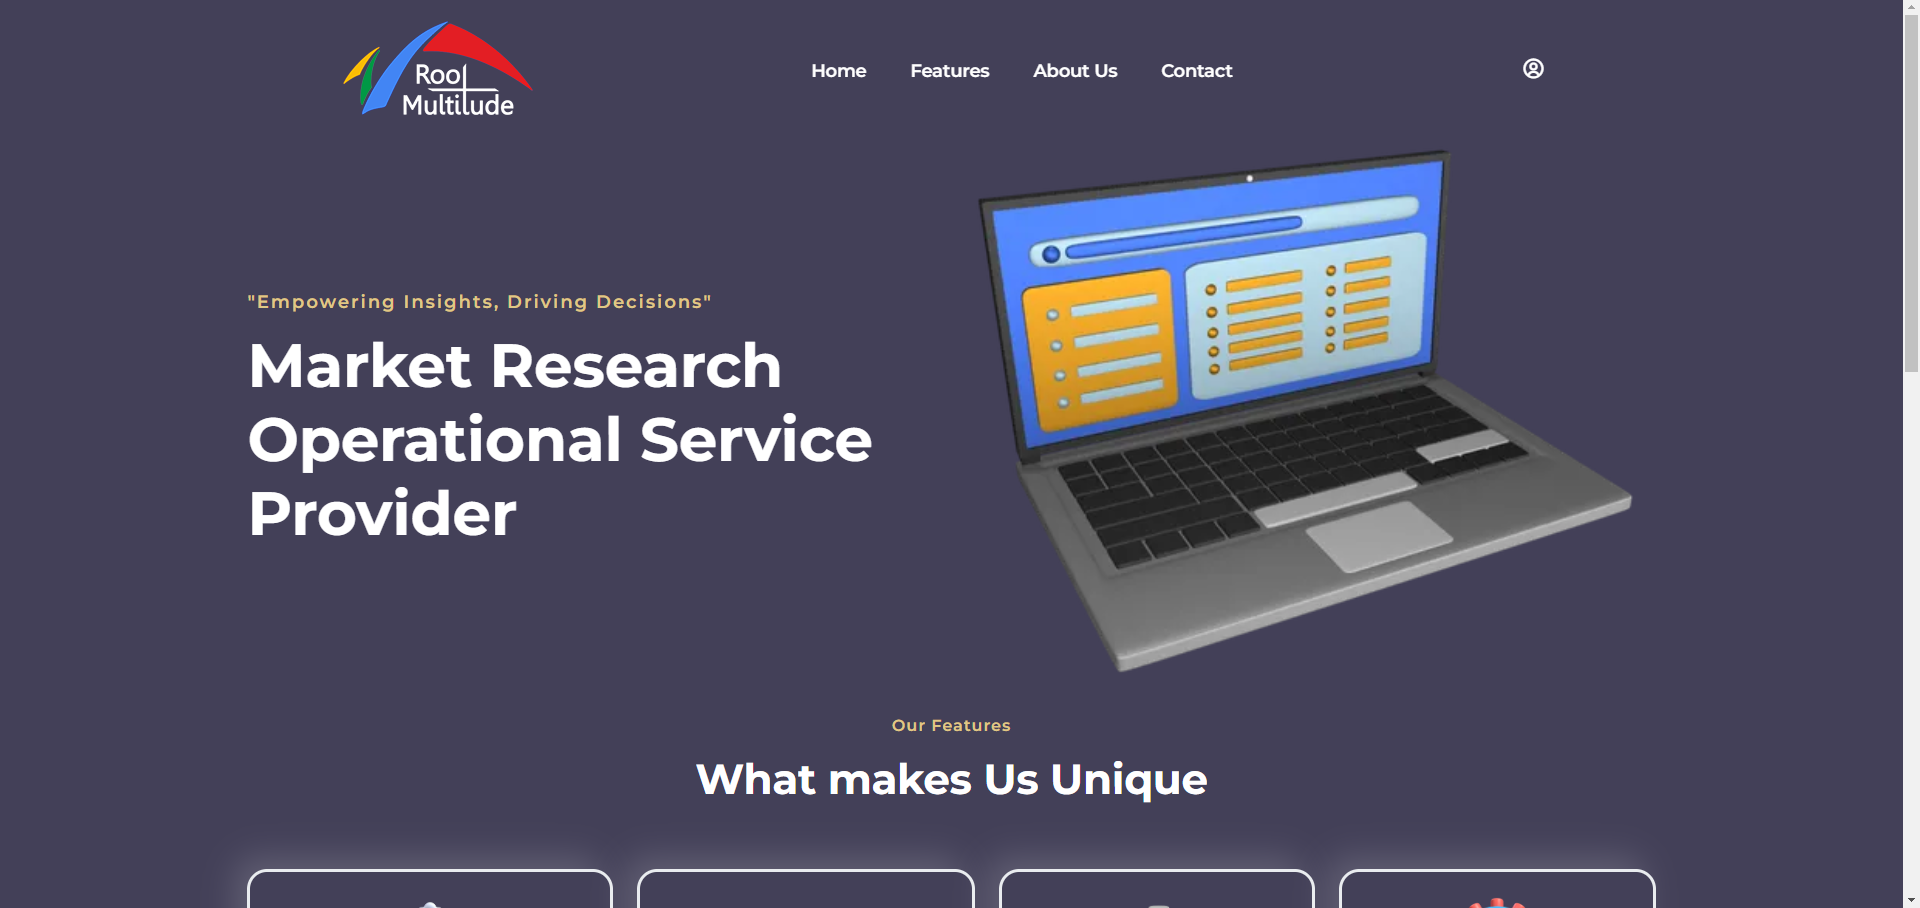 Root
Multitude
Home
Features
About Us
Contact
"Empowering Insights, Driving Decisions"
Market Research
Operational Service
Provider
Our Features
What makes Us Unique